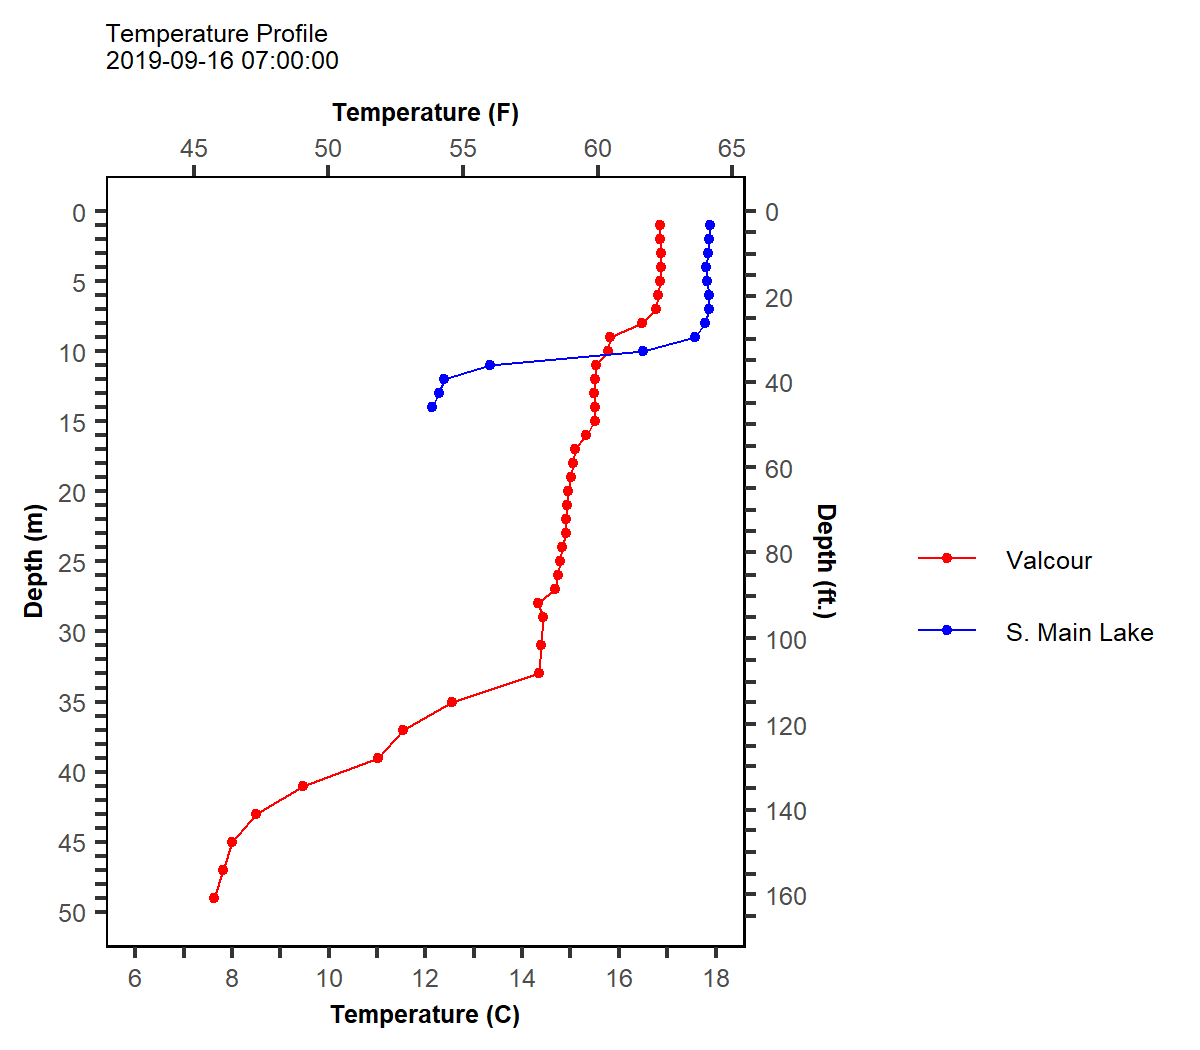 Temperature Profile
2019-09-16 07:00:00
Temperature (F)
45 50 55 60 65
0
5
10
15
20
25
30
35
40
45
50
Depth (m)
0
20
40
60
80
100
120
140
160
Depth (ft.)
Valcour
S. Main Lake
6 8 10 12 14 16 18
Temperature (C)